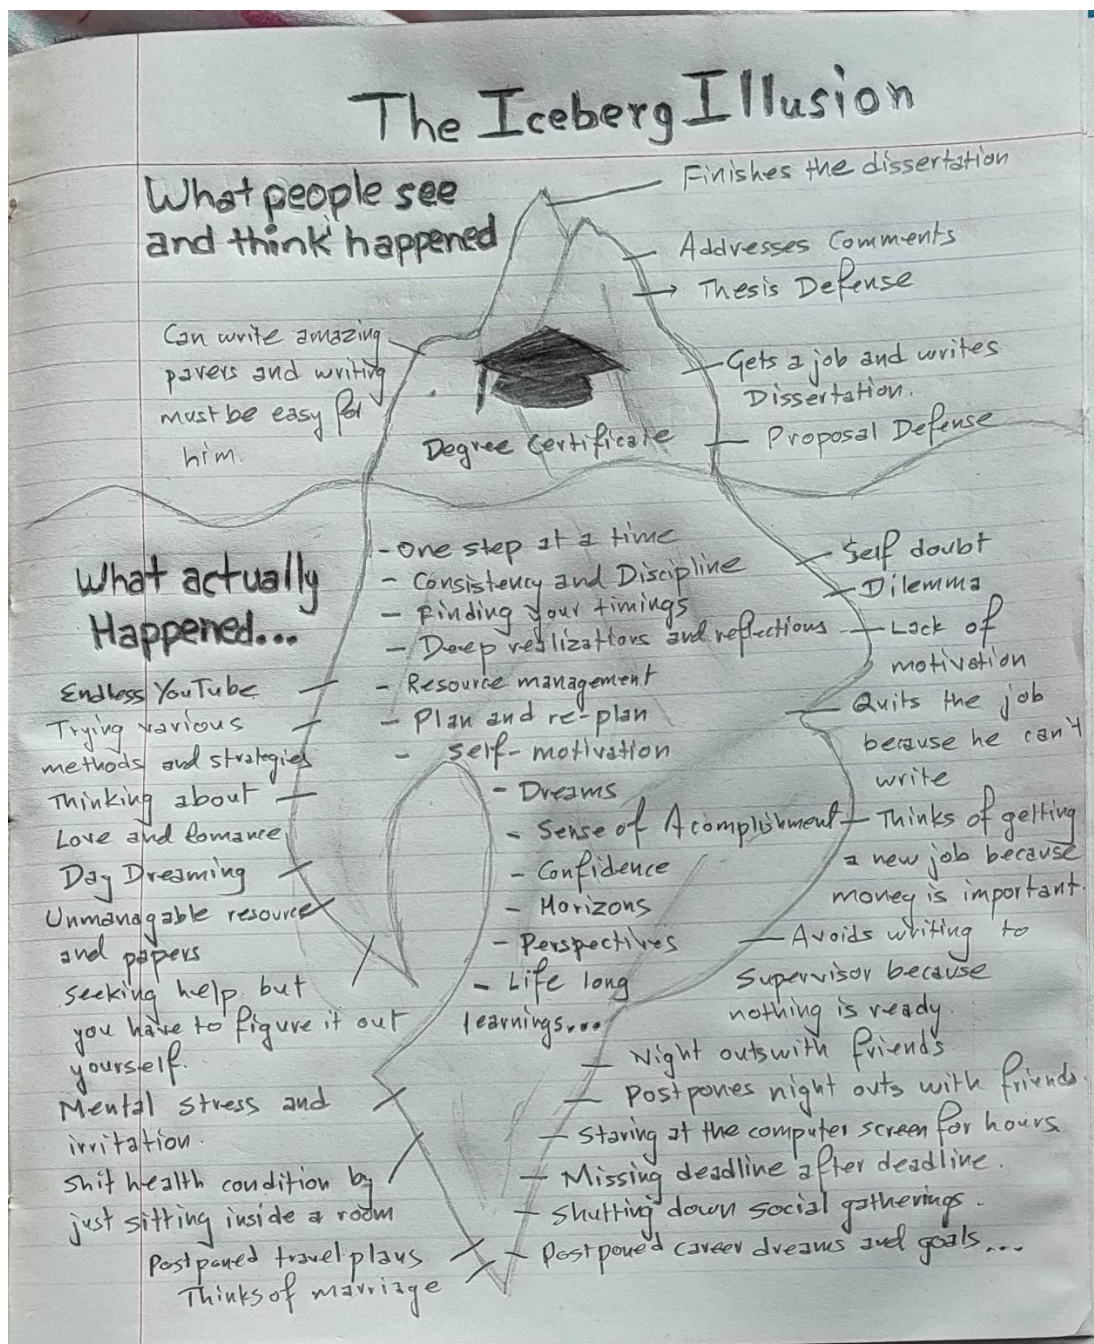 The Iceberg Illusion
What people see
and think happened
Finishes the dissertation
Addresses Comments
Thesis Defense
Can write amazing
pavers and writing
must be easy for
him.
Gets a job and writes
Dissertation.
Proposal Defense
Degree Certificate
What actually
Happened...
- One step at a time
- Consistency and Discipline
- Finding your timings
- Deep realizations and reflections
- Resource management
- Plan and re-plan
- Self-motivation
- Dreams
- Sense of Acomplishment
- Confidence
- Horizons
- Perspectives
- Life long
learnings...
Self doubt
Dilemma
Lack of
motivation
Quits the job
because he can't
write
Thinks of getting
a new job because
money is important.
Avoids writing to
Supervisor because
nothing is ready.
Night outs with friends.
Postpones night outs with friends.
Staring at the computer screen for hours.
Missing deadline after deadline.
Shutting down social gatherings.
Postponed career dreams and goals...
Endless YouTube
Trying various
methods and strategies
Thinking about
Love and Romance
Day Dreaming
Unmanagable resource
and papers
Seeking help but
you have to figure it out
yourself.
Mental Stress and
irritation.
Shit health condition by
just sitting inside a room
Postponed travel plans
Thinks of marriage